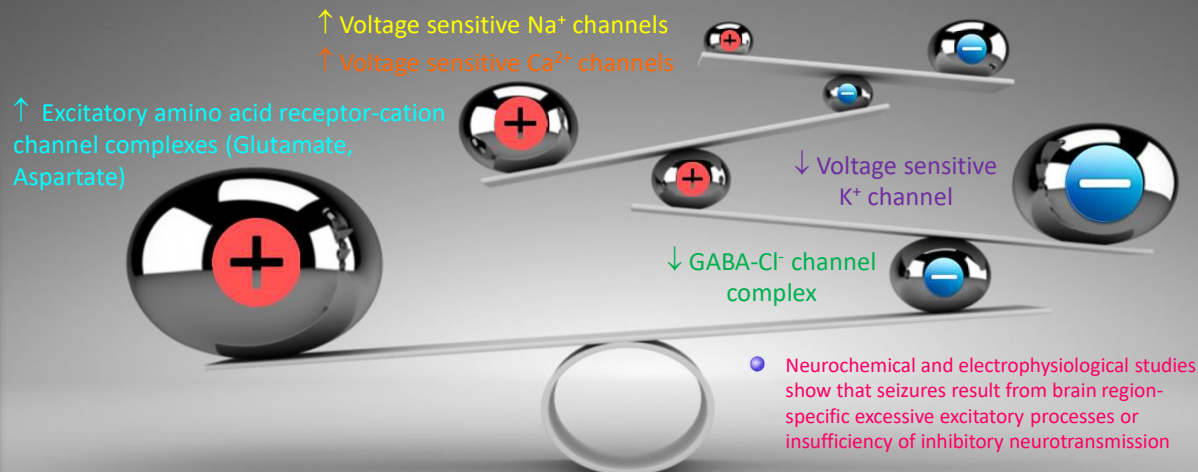 ↑ Voltage sensitive Na⁺ channels
↑ Voltage sensitive Ca²⁺ channels
↑ Excitatory amino acid receptor-cation
channel complexes (Glutamate,
Aspartate)
↓ Voltage sensitive
K⁺ channel
↓ GABA-Cl⁻ channel
complex
Neurochemical and electrophysiological studies
show that seizures result from brain region-
specific excessive excitatory processes or
insufficiency of inhibitory neurotransmission